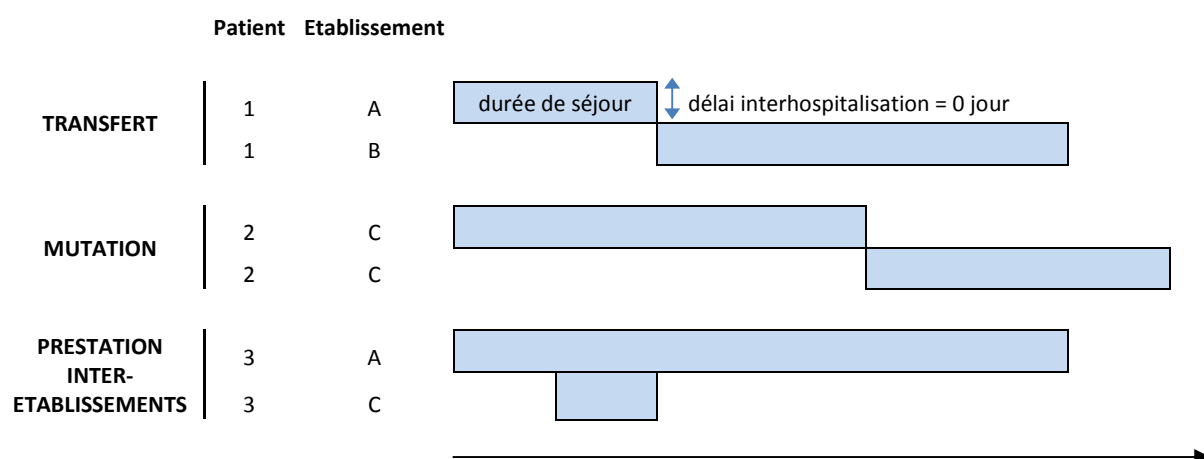 Patient Etablissement
TRANSFERT
1 A durée de séjour délai interhospitalisation = 0 jour
1 B
MUTATION
2 C
2 C
PRESTATION
INTER-
ETABLISSEMENTS
3 A
3 C